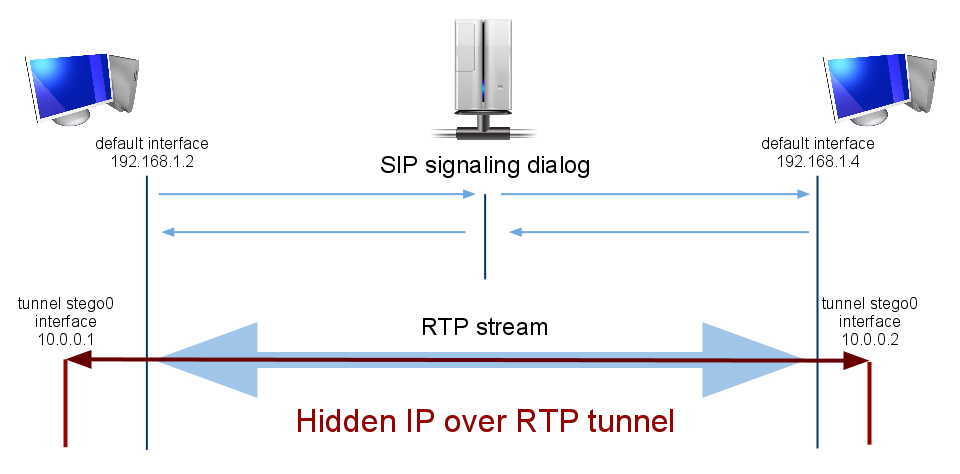 default interface
192.168.1.2
default interface
192.168.1.4
SIP signaling dialog
tunnel stego0
interface
10.0.0.1
tunnel stego0
interface
10.0.0.2
RTP stream
Hidden IP over RTP tunnel